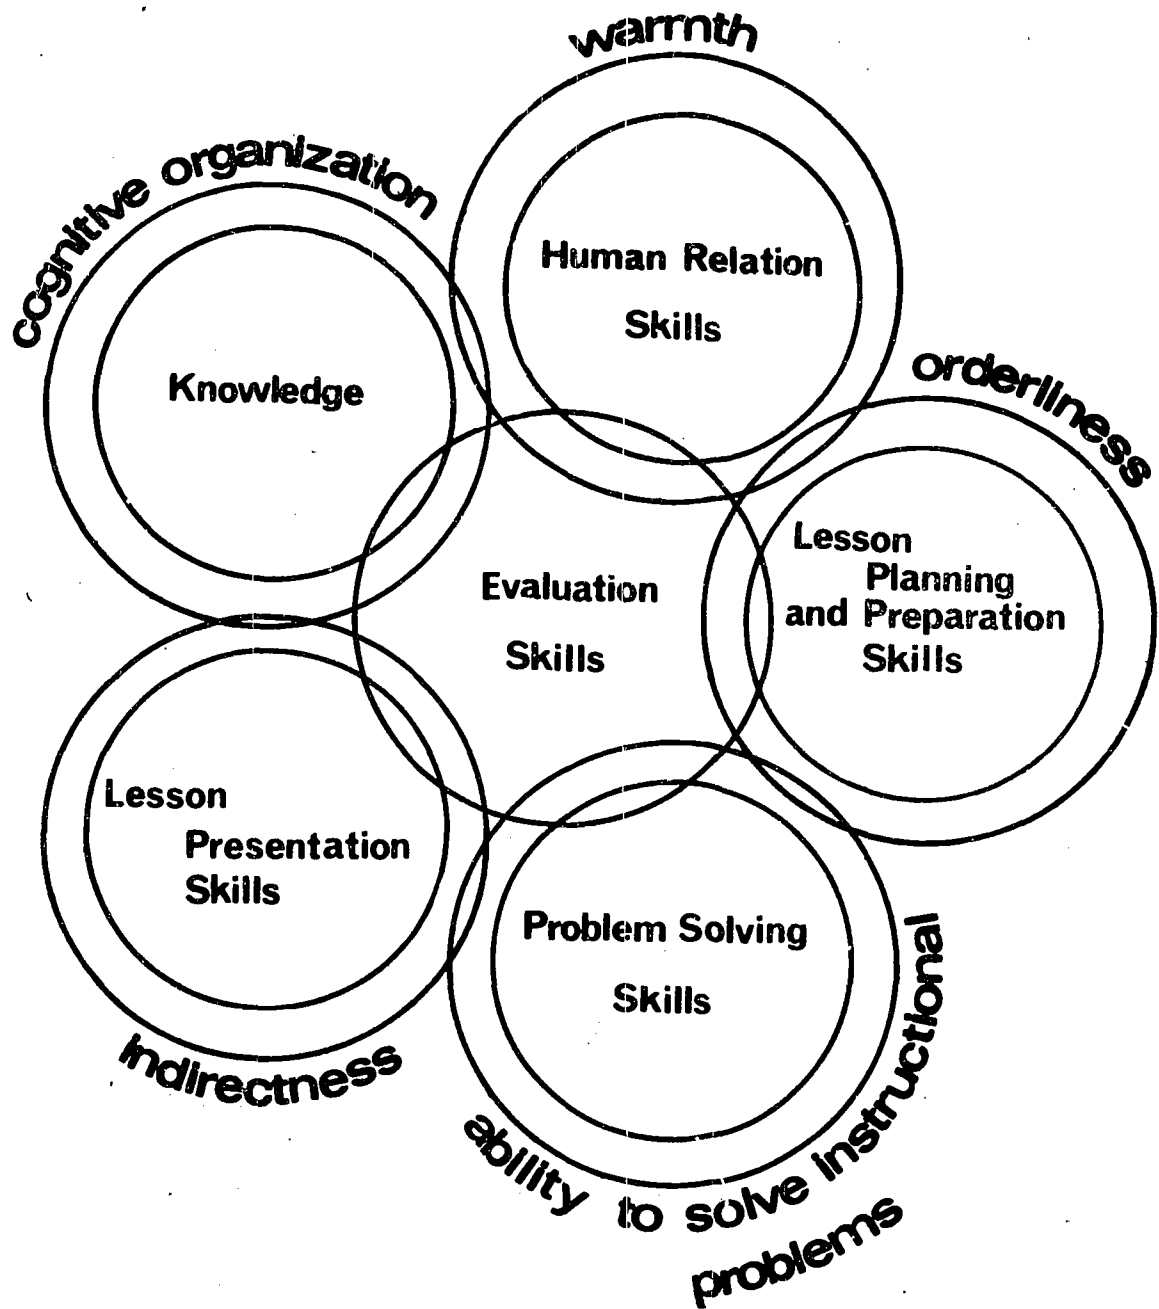 warmth
cognitive organization
Human Relation
Skills
orderliness
Knowledge
Lesson
Planning
and Preparation
Skills
Evaluation
Skills
Lesson
Presentation
Skills
Problem Solving
Skills
indirectness
ability to solve instructional
problems